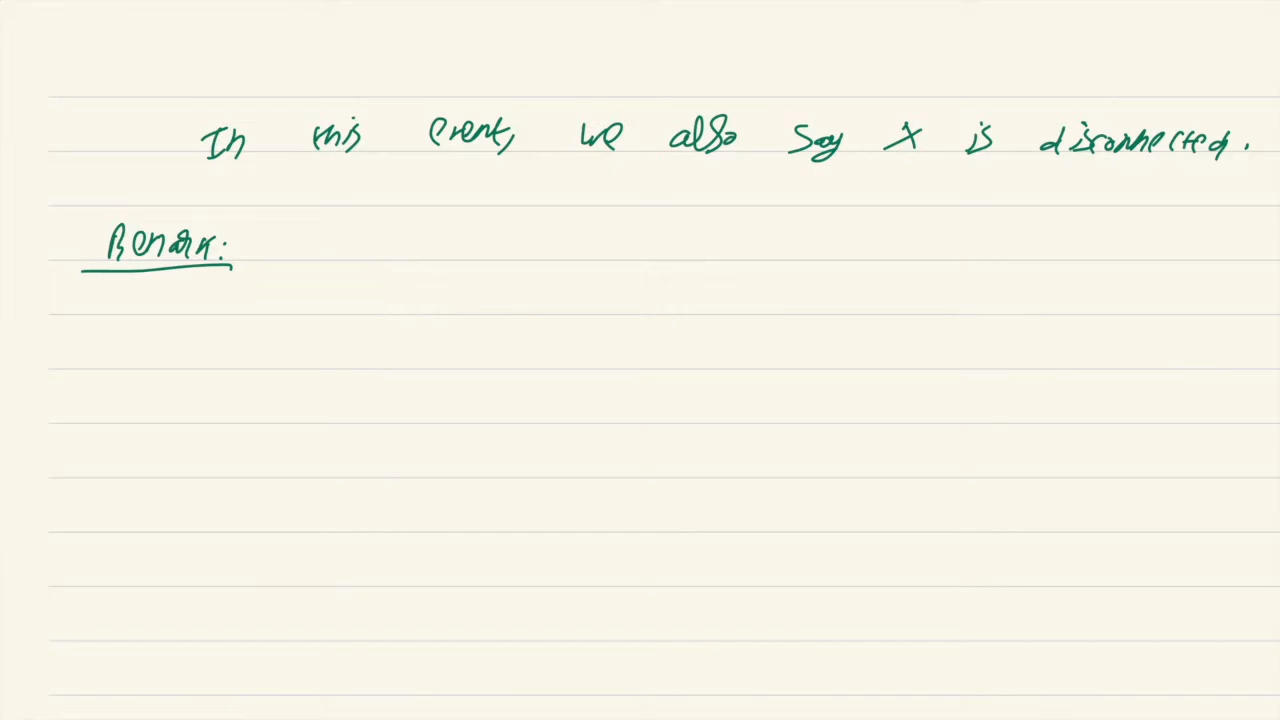 In this event, we also say X is disconnected.
Remark: